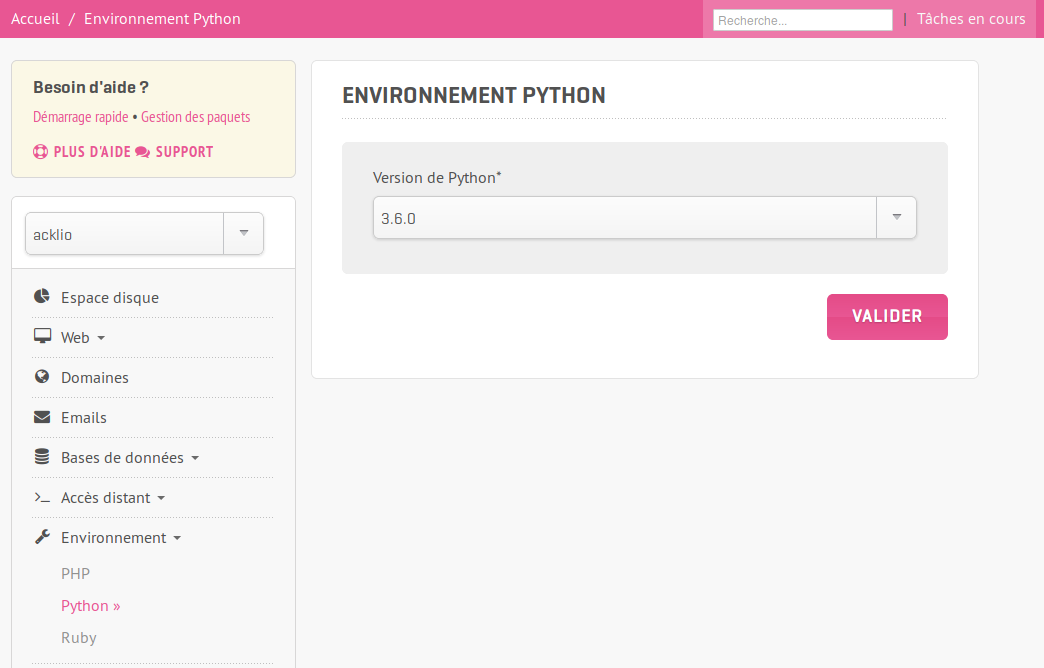 Accueil / Environnement Python
Recherche...
| Tâches en cours
Besoin d'aide ?
Démarrage rapide • Gestion des paquets
PLUS D'AIDE SUPPORT
acklio
Espace disque
Web
Domaines
Emails
Bases de données
Accès distant
Environnement
PHP
Python »
Ruby
ENVIRONNEMENT PYTHON
Version de Python*
3.6.0
VALIDER